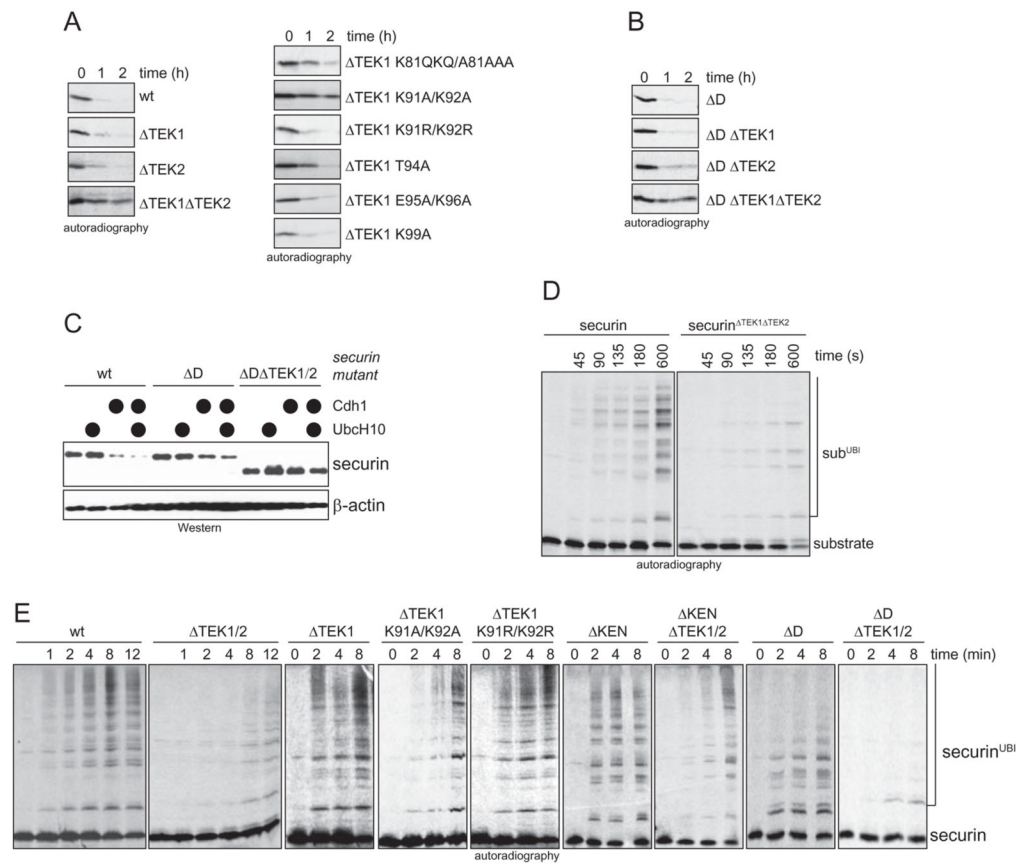 A
0 1 2 time (h)
wt
ΔTEK1
ΔTEK2
ΔTEK1ΔTEK2
autoradiography
0 1 2 time (h)
ΔTEK1 K81QKQ/A81AAA
ΔTEK1 K91A/K92A
ΔTEK1 K91R/K92R
ΔTEK1 T94A
ΔTEK1 E95A/K96A
ΔTEK1 K99A
autoradiography
B
0 1 2 time (h)
ΔD
ΔD ΔTEK1
ΔD ΔTEK2
ΔD ΔTEK1ΔTEK2
autoradiography
C
wt ΔD ΔDΔTEK1/2 securin
mutant
Cdh1
UbcH10
securin
β-actin
Western
D
securin securinΔTEK1ΔTEK2
45 90 135 180 600 45 90 135 180 600 time (s)
subUBI
substrate
autoradiography
E
wt
1 2 4 8 12
ΔTEK1/2
1 2 4 8 12
ΔTEK1
0 2 4 8
ΔTEK1
K91A/K92A
0 2 4 8
ΔTEK1
K91R/K92R
0 2 4 8
ΔKEN
0 2 4 8
ΔKEN
ΔTEK1/2
0 2 4 8
ΔD
0 2 4 8
ΔD
ΔTEK1/2
0 2 4 8 time (min)
securinUBI
securin
autoradiography